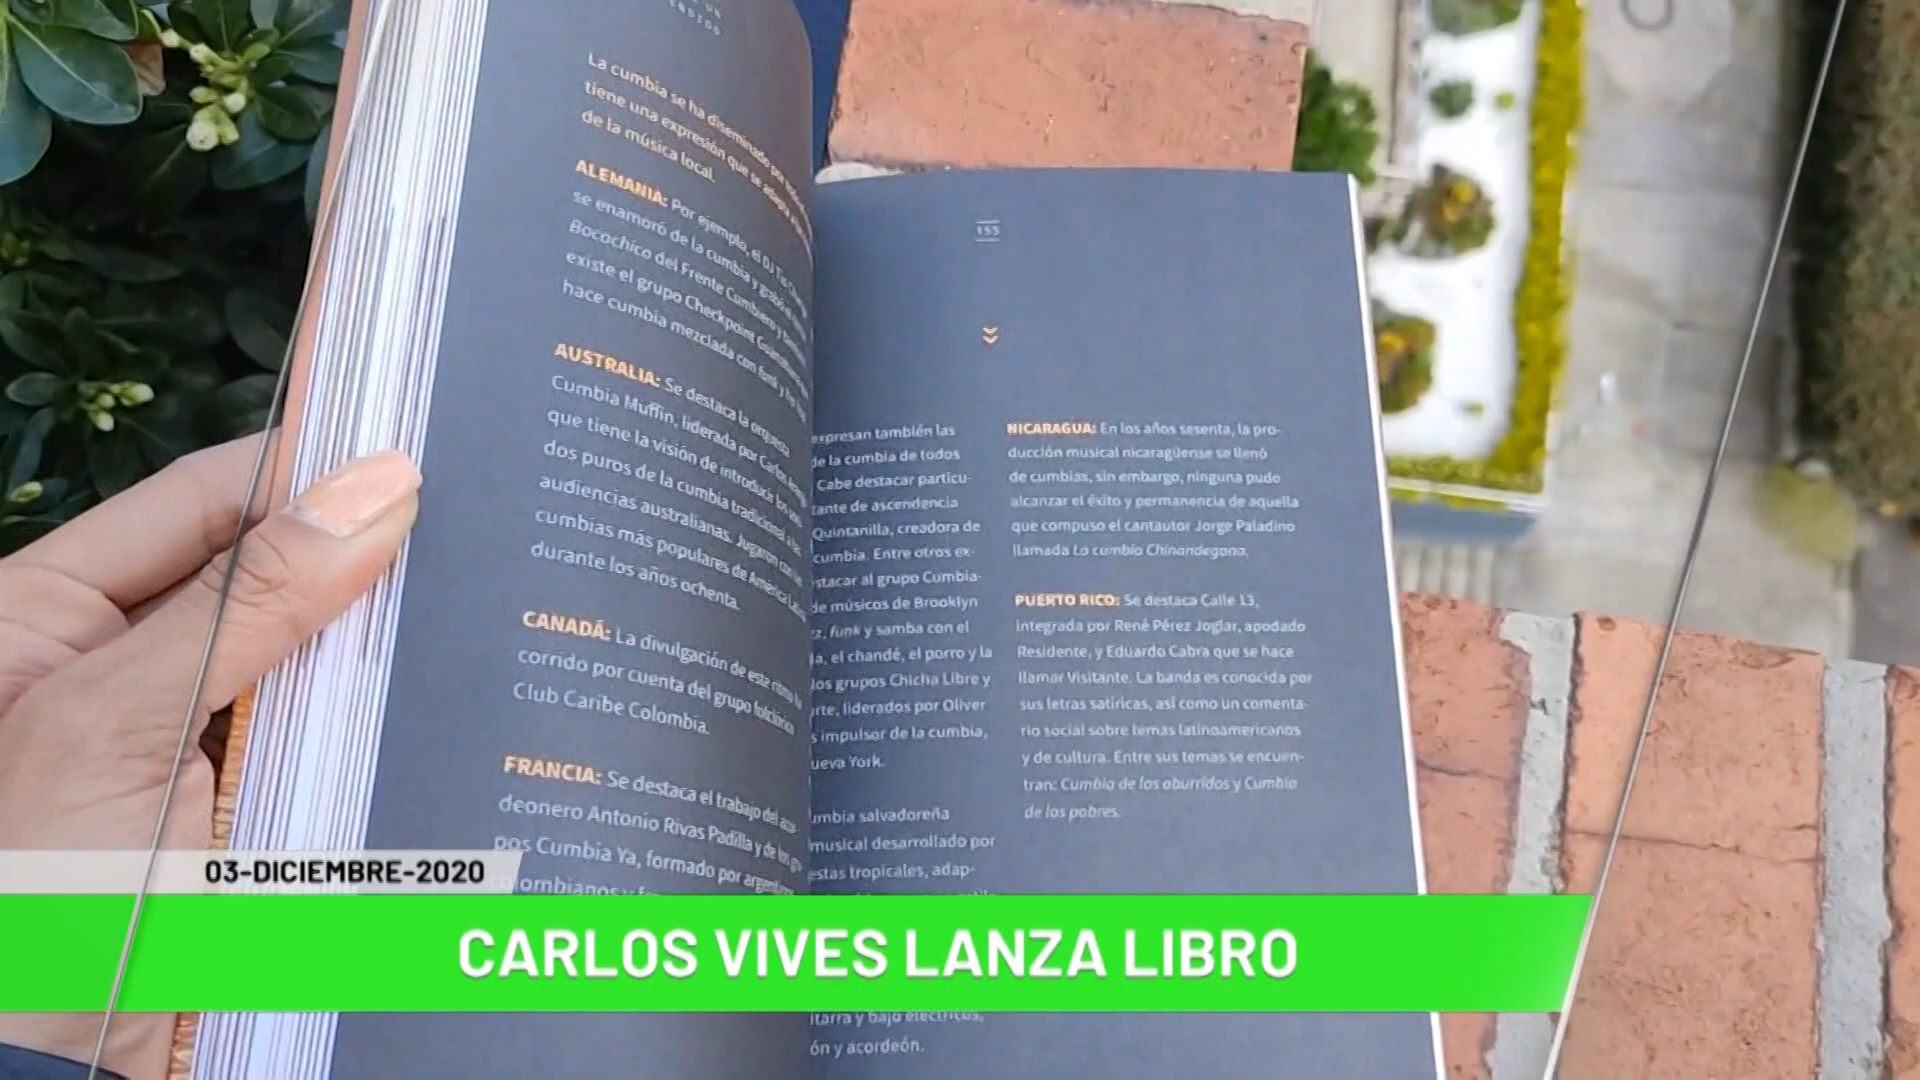 La cumbia se ha diseminado por
tiene una expresión que se adapta a
de la música local.
ALEMANIA: Por ejemplo, el DJ
se enamoró de la cumbia y grabó
Bocochico del Frente Cumbiero y
existe el grupo Checkpoint
hace cumbia mezclada con funk y hip
AUSTRALIA: Se destaca la orquesta
Cumbia Muffin, liderada por Carlos
que tiene la visión de introducir los
dos puros de la cumbia tradicional a las
audiencias australianas. Jugaron con las
cumbias más populares de América
durante los años ochenta.
CANADÁ: La divulgación de este ritmo
corrido por cuenta del grupo folclórico
Club Caribe Colombia.
FRANCIA: Se destaca el trabajo del
deonero Antonio Rivas Padilla y de los
pos Cumbia Ya, formado por
155
expresan también las
de la cumbia de todos
Cabe destacar particu-
tante de ascendencia
Quintanilla, creadora de
cumbia. Entre otros ex-
stacar al grupo Cumbia-
de músicos de Brooklyn
z, funk y samba con el
a, el chandé, el porro y la
los grupos Chicha Libre y
rte, liderados por Oliver
s impulsor de la cumbia,
ueva York.
umbia salvadoreña
musical desarrollado por
estas tropicales, adap-
itarra y bajo eléctricos,
ón y acordeón.
NICARAGUA: En los años sesenta, la pro-
ducción musical nicaragüense se llenó
de cumbias, sin embargo, ninguna pudo
alcanzar el éxito y permanencia de aquella
que compuso el cantautor Jorge Paladino
llamada La cumbia Chinandegana.
PUERTO RICO: Se destaca Calle 13,
integrada por René Pérez Joglar, apodado
Residente, y Eduardo Cabra que se hace
llamar Visitante. La banda es conocida por
sus letras satíricas, así como un comenta-
rio social sobre temas latinoamericanos
y de cultura. Entre sus temas se encuen-
tran: Cumbia de los aburridos y Cumbia
de los pobres.
03-DICIEMBRE-2020
CARLOS VIVES LANZA LIBRO